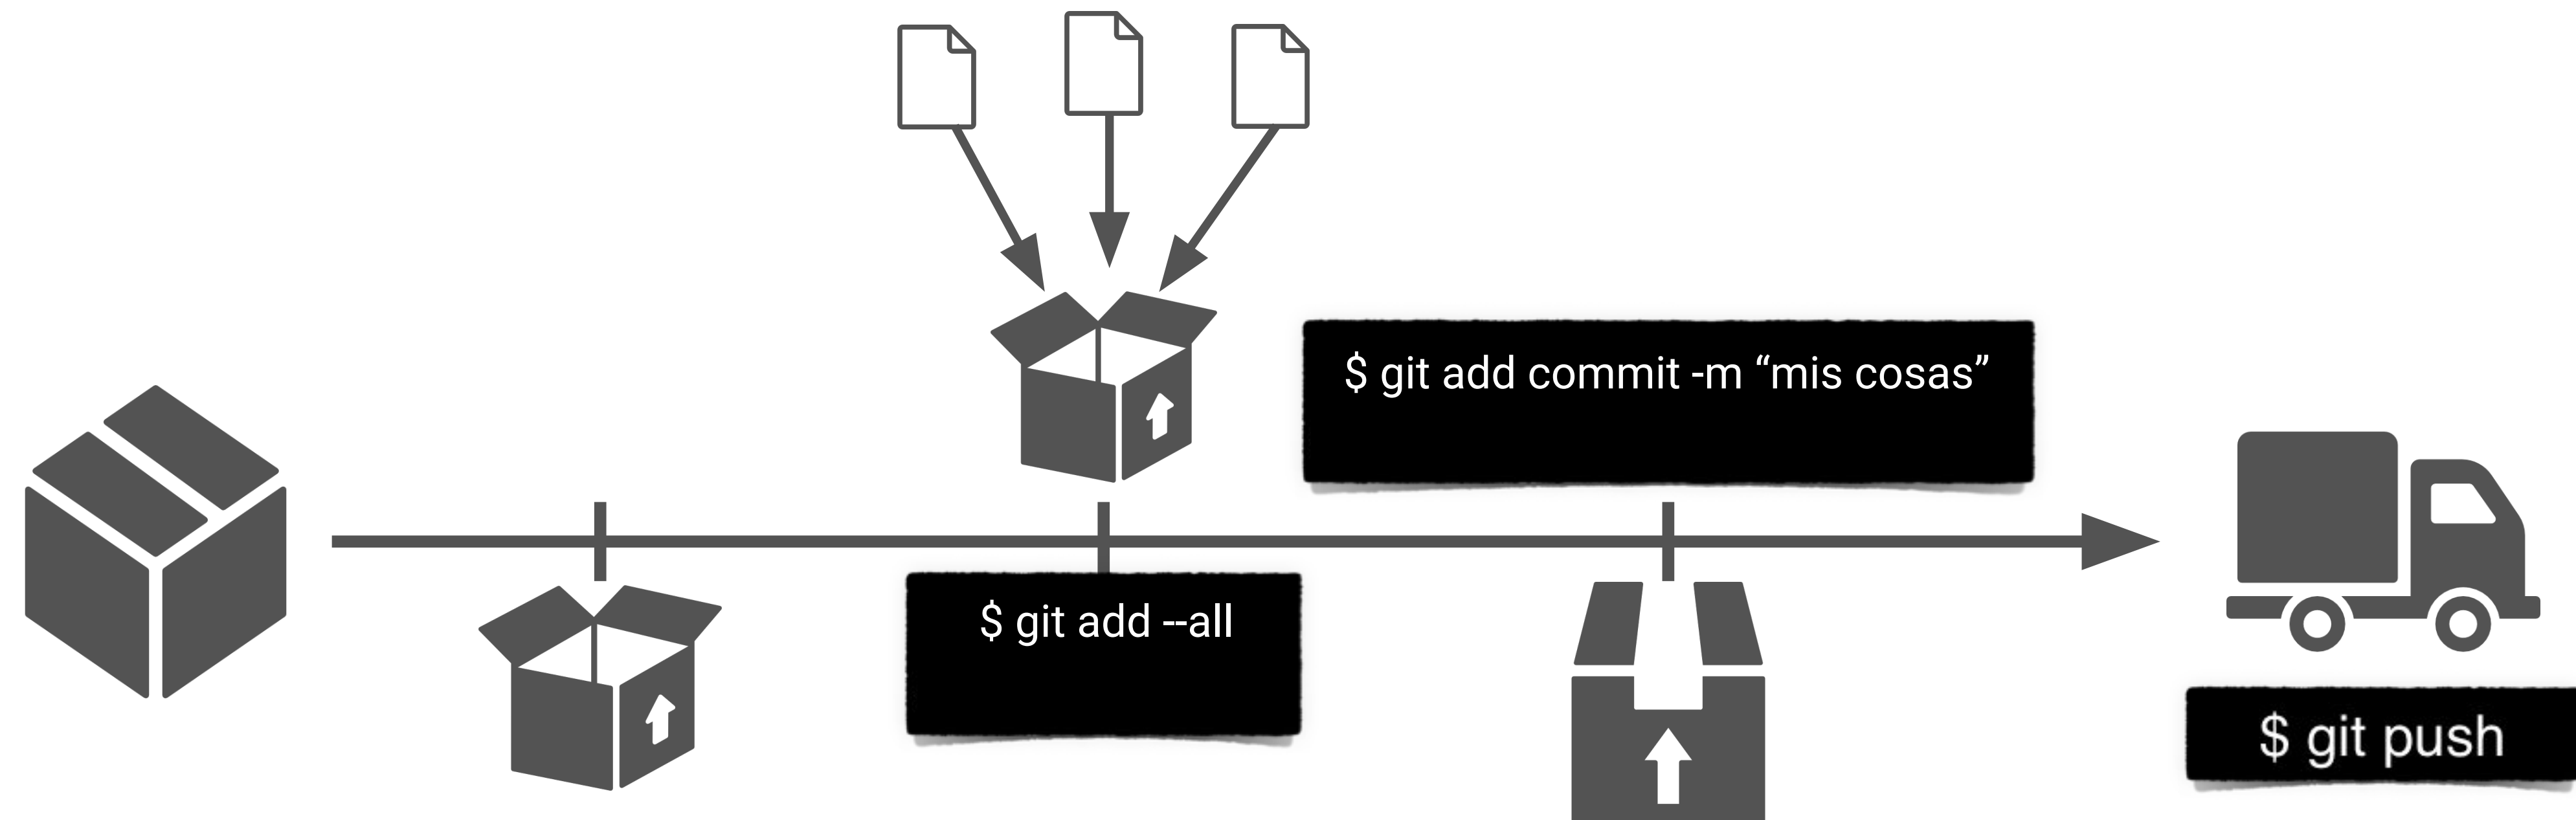 $ git add commit -m “mis cosas”
$ git add --all
$ git push